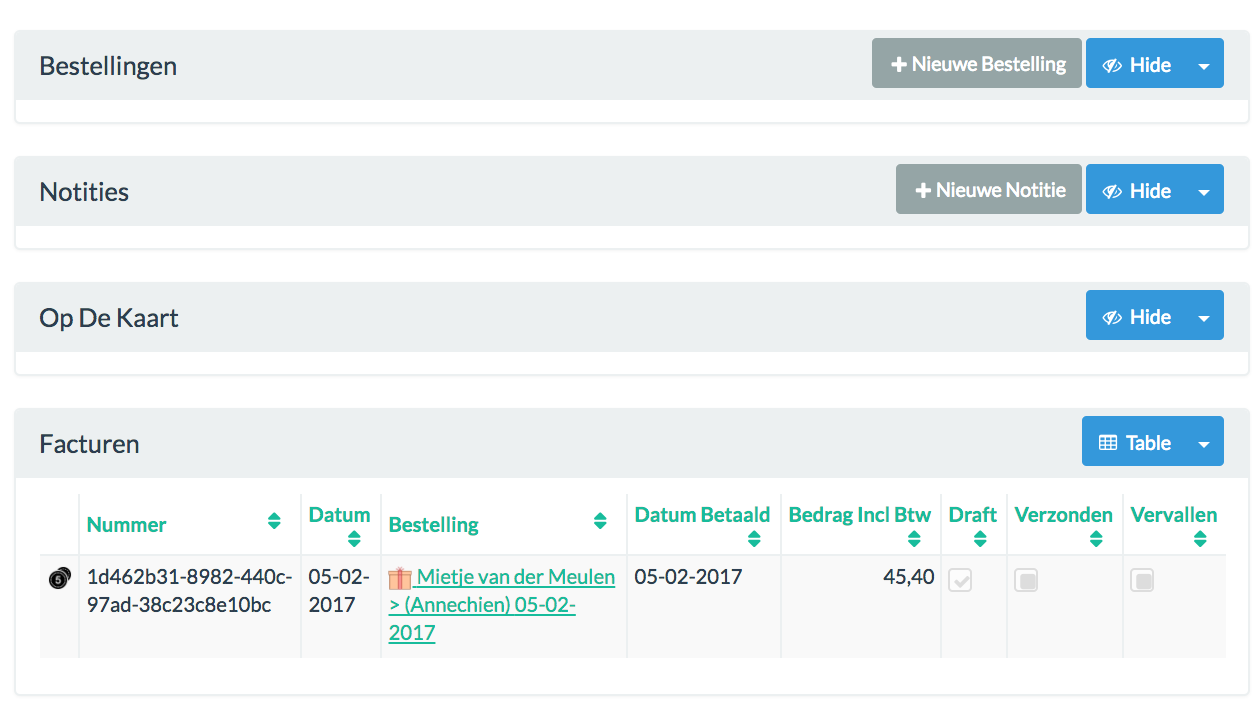 Bestellingen
Nieuwe Bestelling
Hide
Notities
Nieuwe Notitie
Hide
Op De Kaart
Hide
Facturen
Table
Nummer
Datum
Bestelling
Datum Betaald
Bedrag Incl Btw
Draft
Verzonden
Vervallen
5
1d462b31-8982-440c-
97ad-38c23c8e10bc
05-02-
2017
Mietje van der Meulen
> (Annechien) 05-02-
2017
05-02-2017
45,40